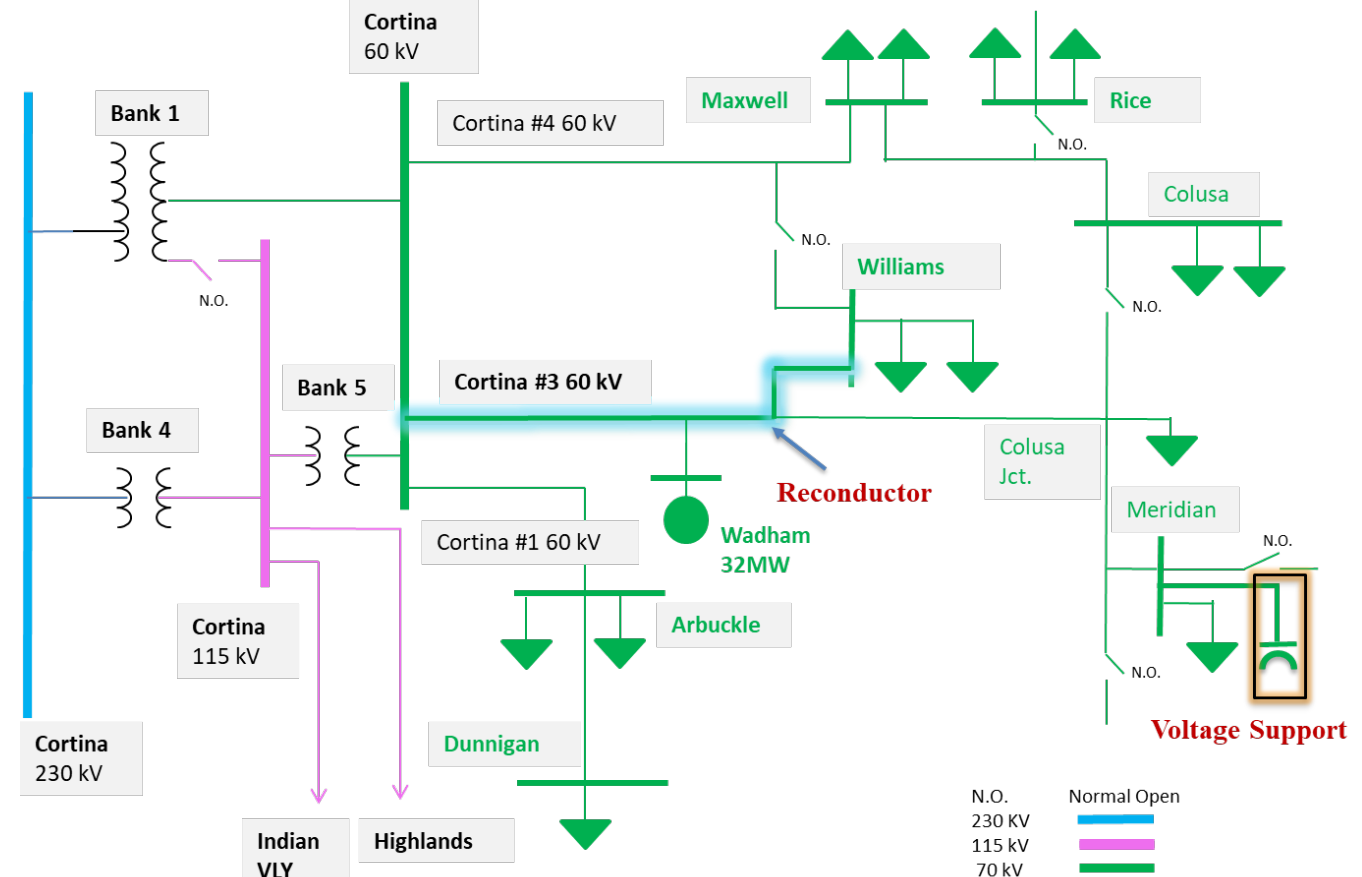 Cortina
60 kV
Bank 1
Cortina #4 60 kV
Maxwell
Rice
N.O.
Colusa
N.O.
Williams
N.O.
N.O.
Bank 5
Cortina #3 60 kV
Bank 4
Colusa
Jct.
Reconductor
Meridian
Wadham
32MW
Cortina #1 60 kV
N.O.
Cortina
115 kV
Arbuckle
N.O.
Voltage Support
Dunnigan
Cortina
230 kV
Indian
VLY
Highlands
N.O. Normal Open
230 KV
115 kV
70 kV